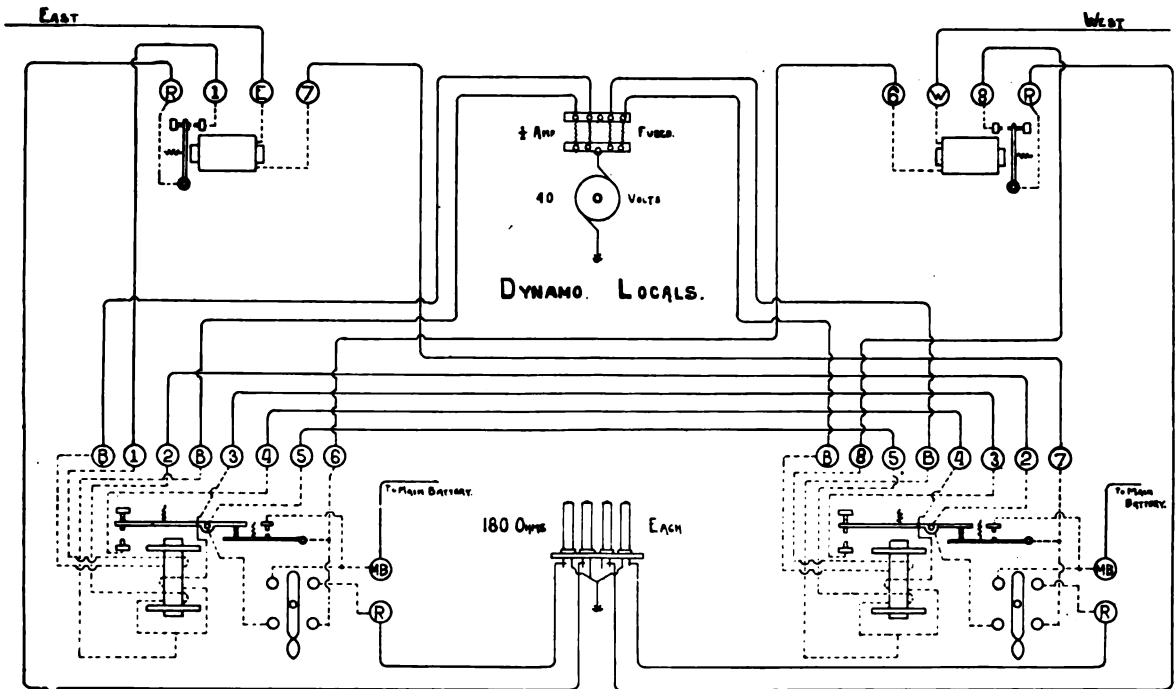 EAST
WEST
R 1 E 7
6 W 8 R
½ AMP FUSED.
40 VOLTS
DYNAMO. LOCALS.
B 1 2 B 3 4 5 6
B 8 5 B 4 3 2 7
TO MAIN BATTERY.
TO MAIN BATTERY.
180 OHMS EACH
MB
MB
R
R